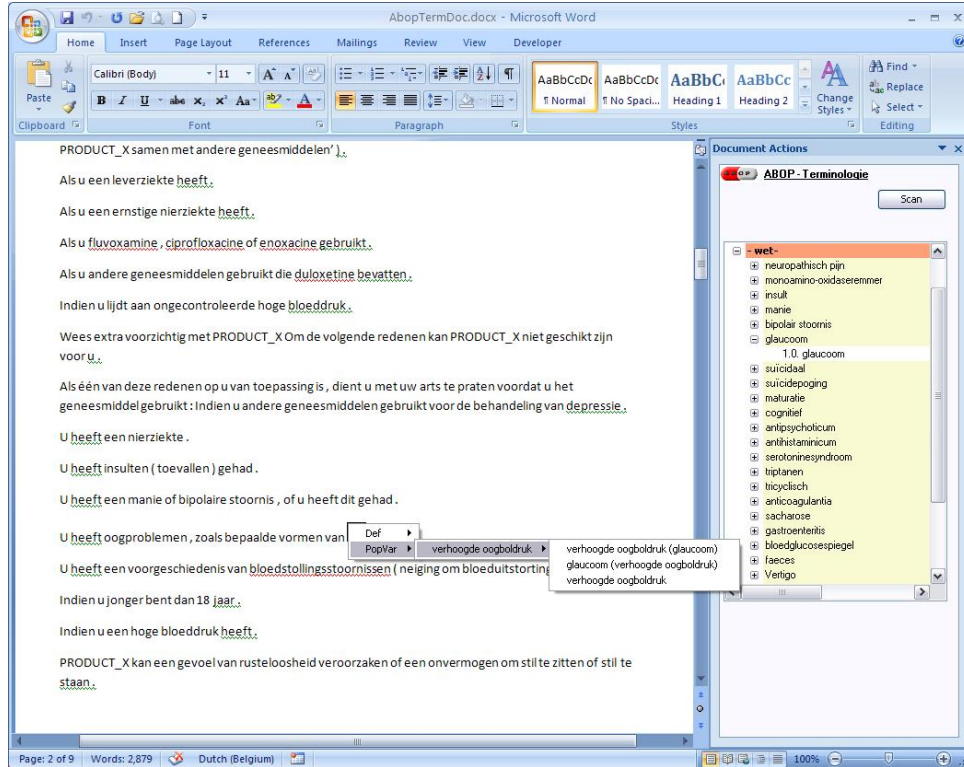 AbopTermDoc.docx - Microsoft Word
Home Insert Page Layout References Mailings Review View Developer
Paste
Calibri (Body) 11
B I U abc X₂ X² Aa
AaBbCcDc AaBbCcDc AaBbC AaBbCc
¶ Normal ¶ No Spaci... Heading 1 Heading 2
Change Styles
Find
Replace
Select
Clipboard Font Paragraph Styles Editing
PRODUCT_X samen met andere geneesmiddelen' ).
Als u een leverziekte heeft.
Als u een ernstige nierziekte heeft.
Als u fluvoxamine , ciprofloxacine of enoxacine gebruikt .
Als u andere geneesmiddelen gebruikt die duloxetine bevatten .
Indien u lijdt aan ongecontroleerde hoge bloeddruk .
Wees extra voorzichtig met PRODUCT_X Om de volgende redenen kan PRODUCT_X niet geschikt zijn
voor u .
Als één van deze redenen op u van toepassing is , dient u met uw arts te praten voordat u het
geneesmiddel gebruikt : Indien u andere geneesmiddelen gebruikt voor de behandeling van depressie .
U heeft een nierziekte .
U heeft insulten ( toevallen ) gehad .
U heeft een manie of bipolaire stoornis , of u heeft dit gehad .
U heeft oogproblemen , zoals bepaalde vormen van
Def
PopVar
verhoogde oogboldruk
verhoogde oogboldruk (glaucoom)
glaucoom (verhoogde oogboldruk)
verhoogde oogboldruk
U heeft een voorgeschiedenis van bloedstollingsstoornissen ( neiging om bloeduitstorting
Indien u jonger bent dan 18 jaar .
Indien u een hoge bloeddruk heeft .
PRODUCT_X kan een gevoel van rusteloosheid veroorzaken of een onvermogen om stil te zitten of stil te
staan .
Document Actions
ABOP
ABOP - Terminologie
Scan
- wet-
neuropathisch pijn
monoamino-oxidaseremmer
insult
manie
bipolair stoornis
glaucoom
1.0. glaucoom
suïcidaal
suïcidepoging
maturatie
cognitief
antipsychoticum
antihistaminicum
serotoninesyndroom
triptanen
tricyclisch
anticoagulantia
sacharose
gastroenteritis
bloedglucosespiegel
faeces
Vertigo
Page: 2 of 9 Words: 2,879 Dutch (Belgium) 100%